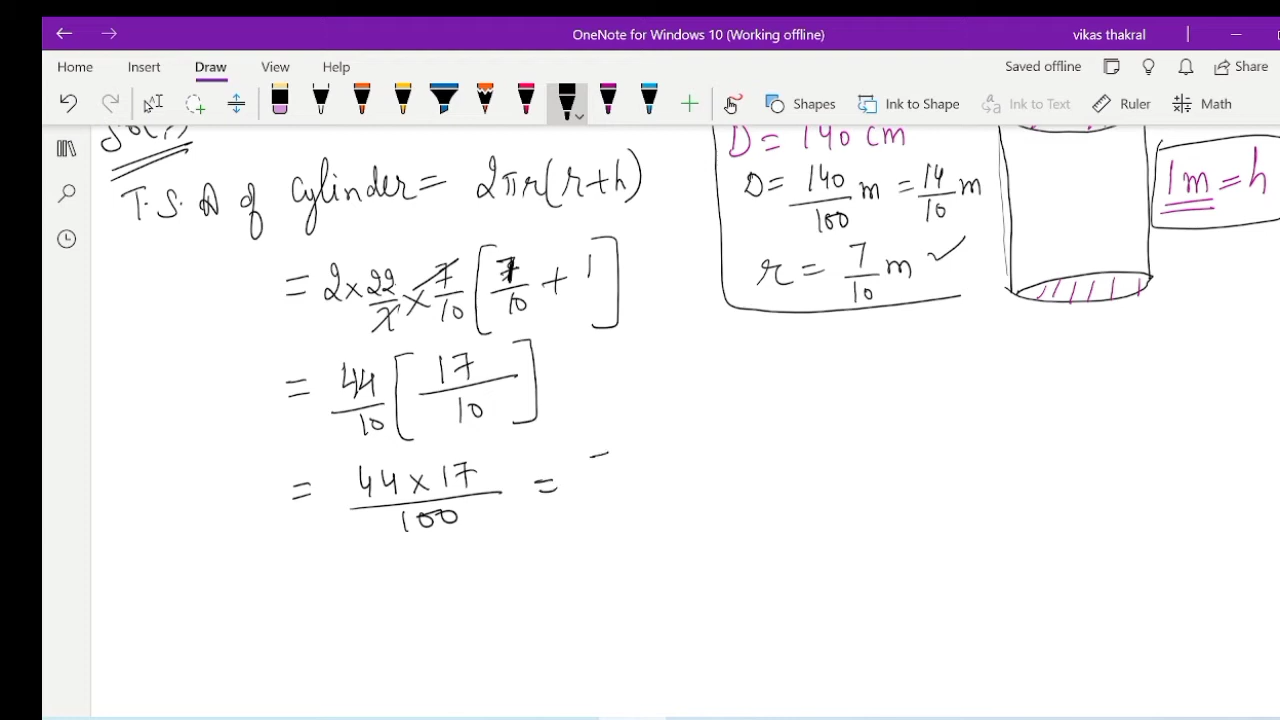 OneNote for Windows 10 (Working offline)
vikas thakral
Home Insert Draw View Help
Saved offline
Share
Shapes
Ink to Shape
Ink to Text
Ruler
Math
Sol(7)
T.S.A of cylinder = 2πr(r+h)
= 2 × 22/7 × 7/10 [7/10 + 1]
= 44/10 [17/10]
= 44×17/100 =
D = 140 cm
D = 140/100 m = 14/10 m
r = 7/10 m ✓
1m = h